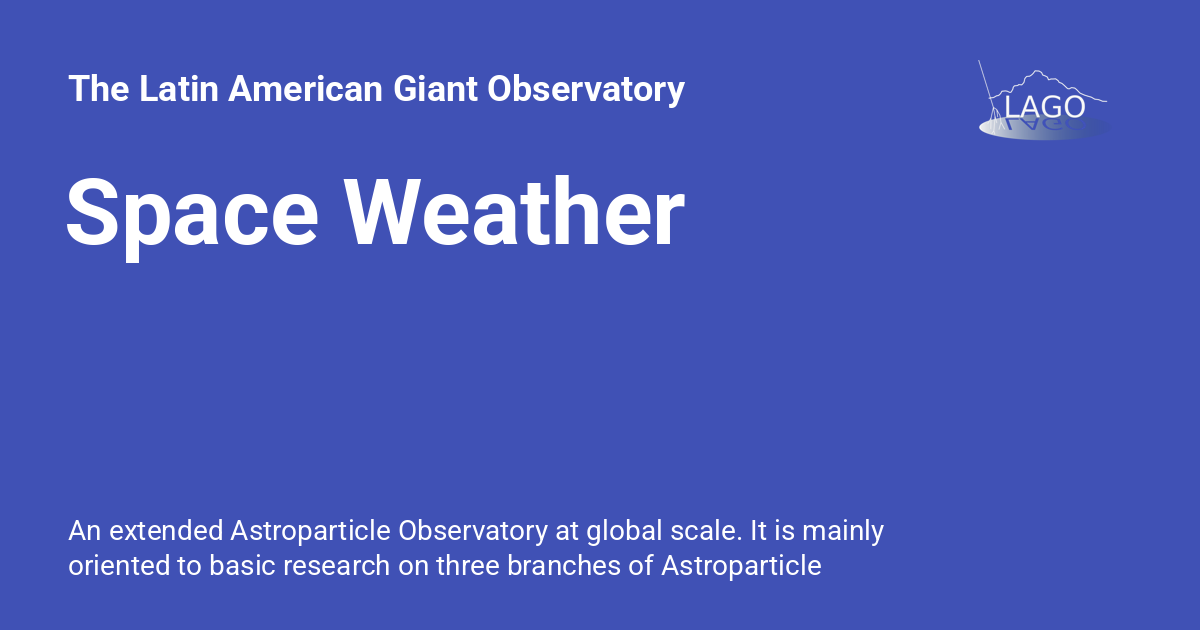 The Latin American Giant Observatory
LAGO
LAGO
Space Weather
An extended Astroparticle Observatory at global scale. It is mainly
oriented to basic research on three branches of Astroparticle